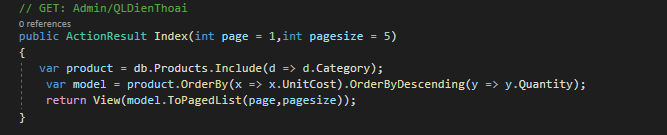 // GET: Admin/QLDienThoai
0 references
public ActionResult Index(int page = 1,int pagesize = 5)
{
var product = db.Products.Include(d => d.Category);
var model = product.OrderBy(x => x.UnitCost).OrderByDescending(y => y.Quantity);
return View(model.ToPagedList(page,pagesize));
}